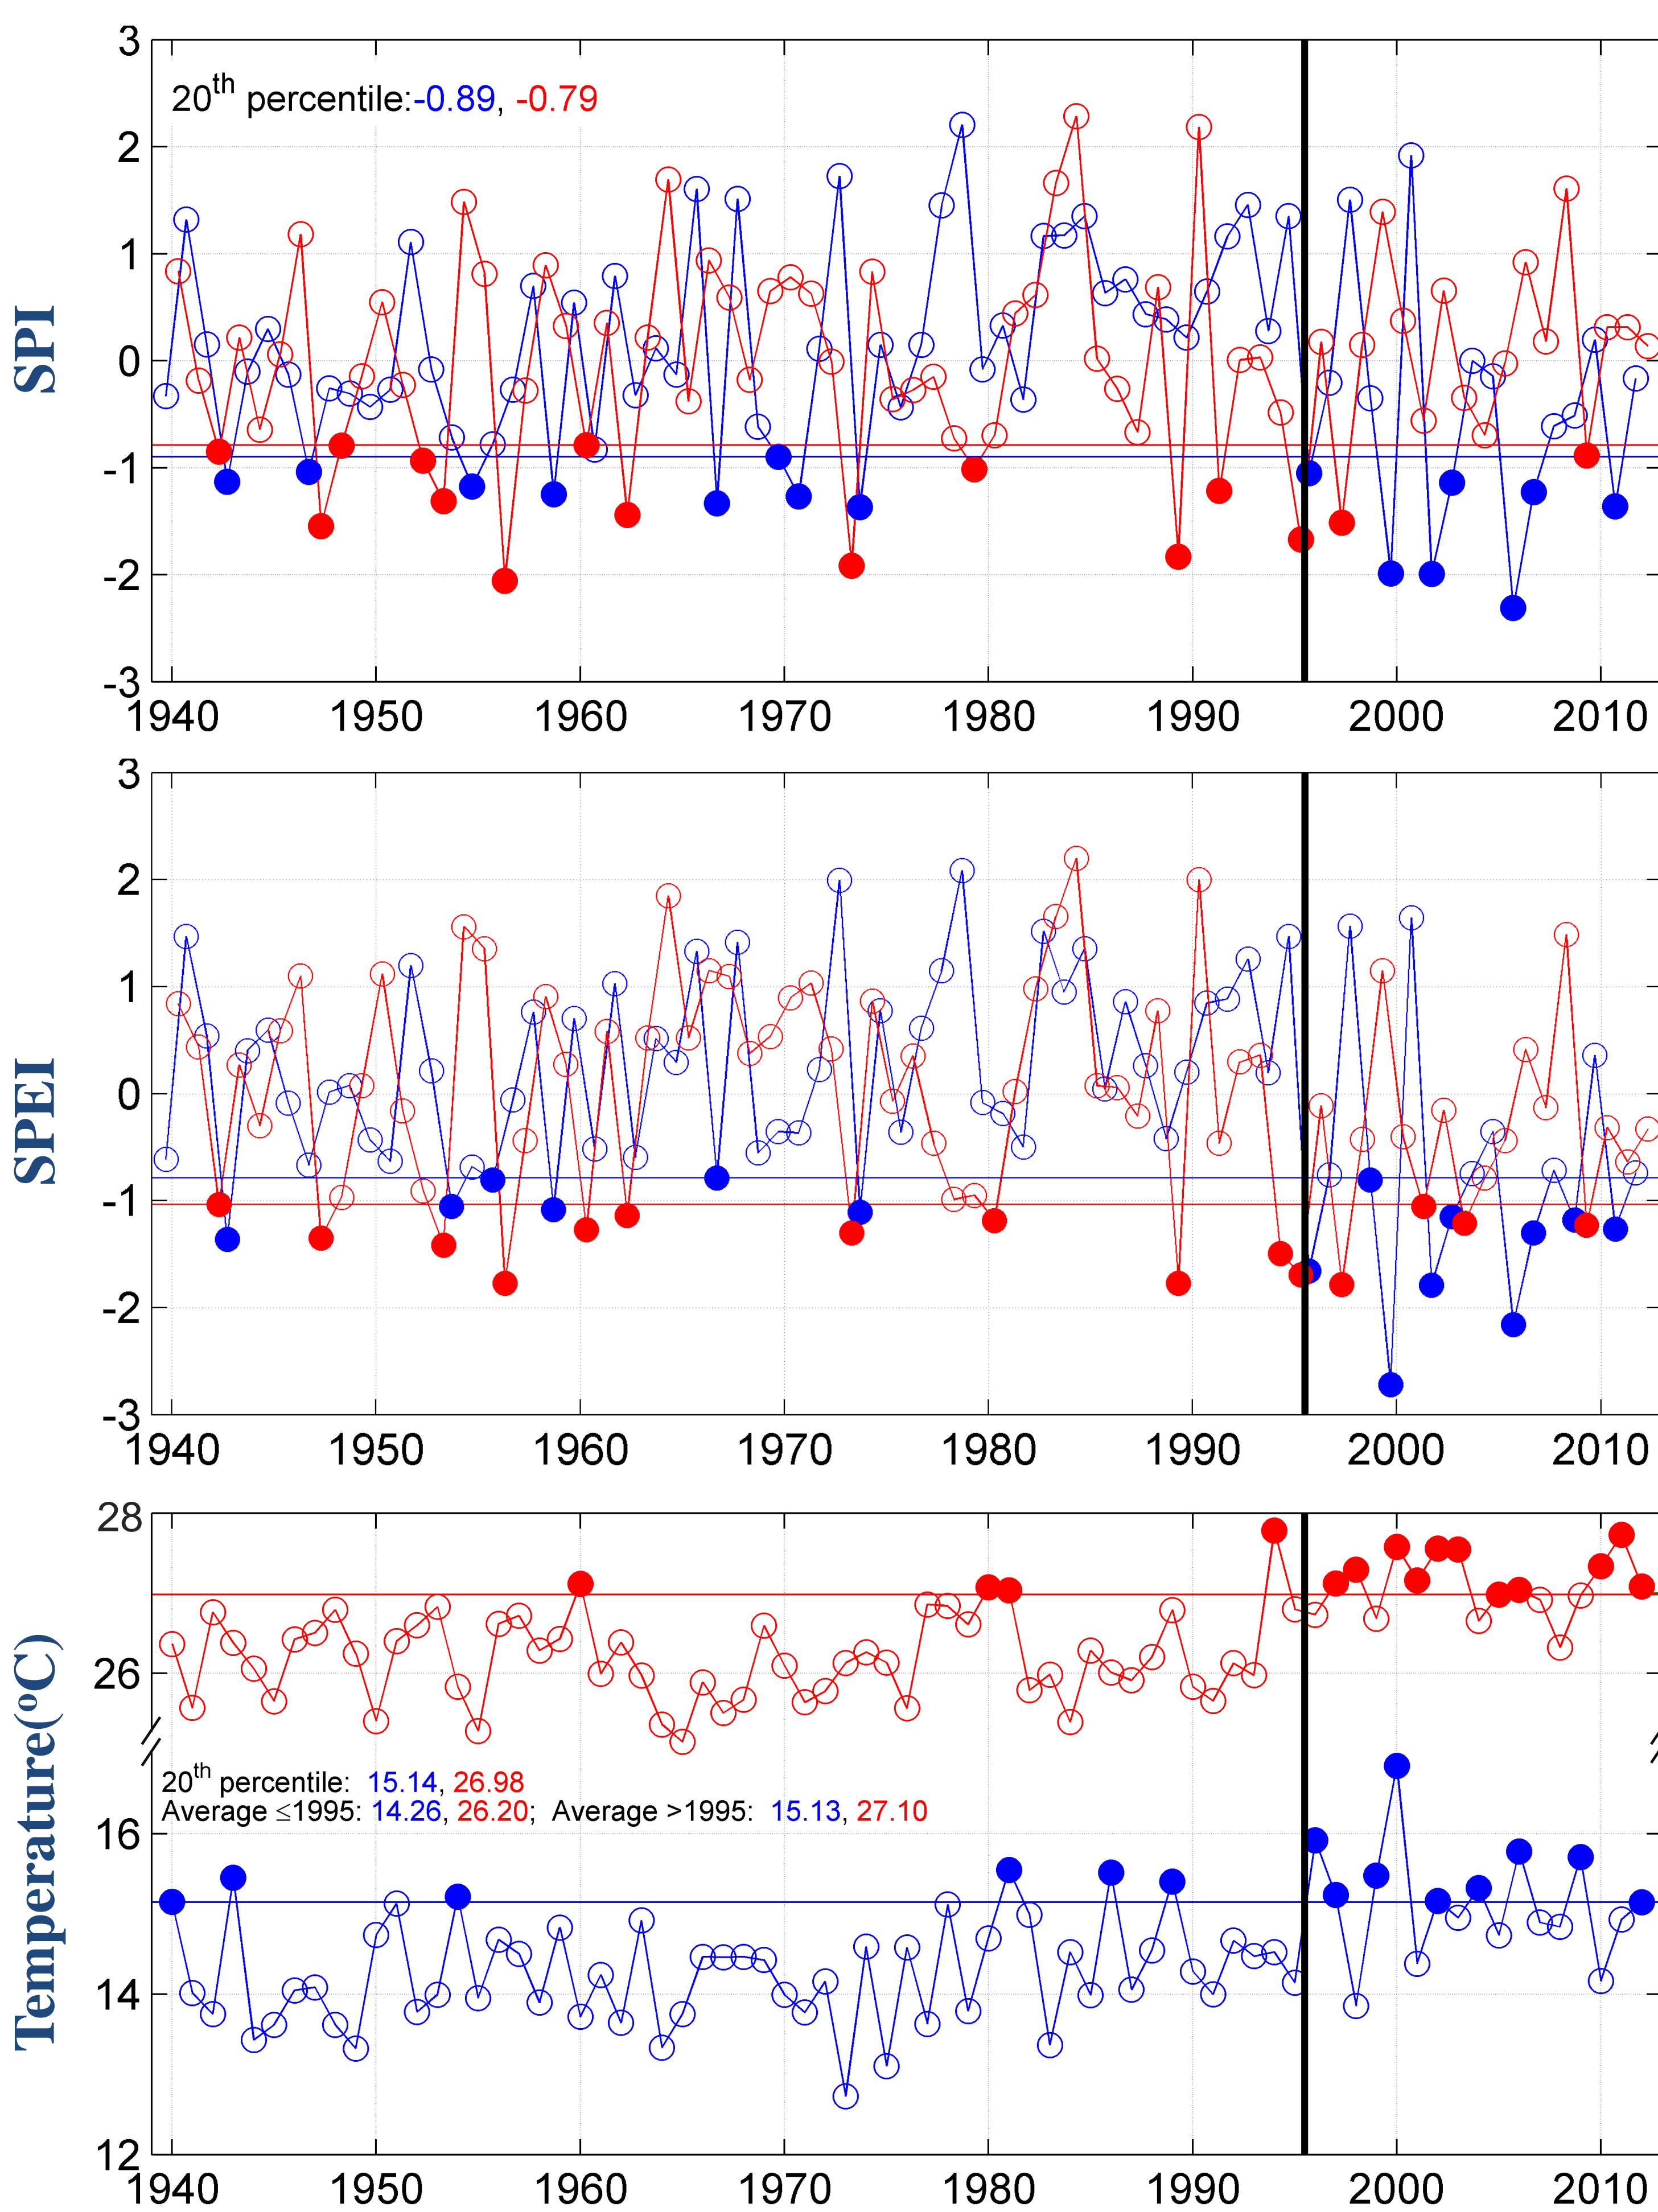 3
20th percentile:-0.89, -0.79
2
1
0
-1
-2
-3
SPI
1940 1950 1960 1970 1980 1990 2000 2010
3
2
1
0
-1
-2
-3
SPEI
1940 1950 1960 1970 1980 1990 2000 2010
28
26
20th percentile: 15.14, 26.98
Average ≤1995: 14.26, 26.20; Average >1995: 15.13, 27.10
16
14
12
Temperature(°C)
1940 1950 1960 1970 1980 1990 2000 2010